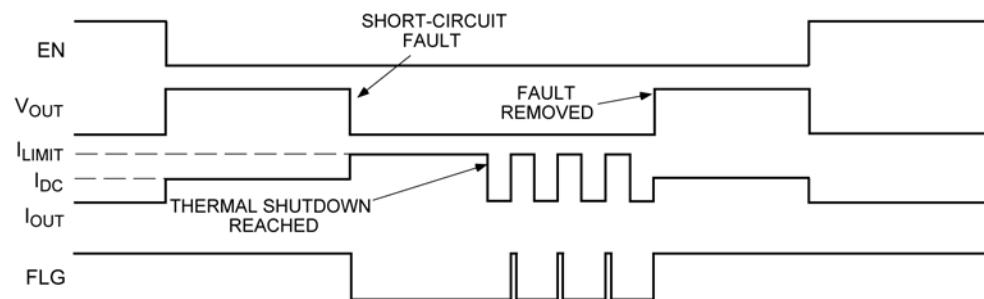 SHORT-CIRCUIT
FAULT
EN
FAULT
REMOVED
VOUT
ILIMIT
IDC
THERMAL SHUTDOWN
REACHED
IOUT
FLG